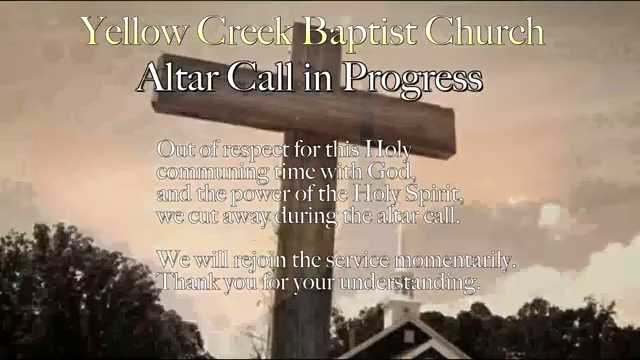 Yellow Creek Baptist Church
Altar Call in Progress
Out of respect for this Holy
communing time with God,
and the power of the Holy Spirit,
we cut away during the altar call.
We will rejoin the service momentarily.
Thank you for your understanding.